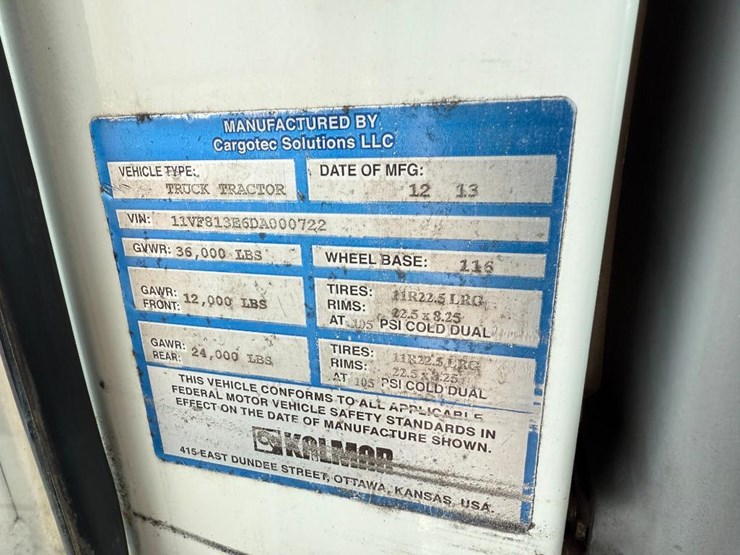 MANUFACTURED BY
Cargotec Solutions LLC
VEHICLE TYPE: TRUCK TRACTOR
DATE OF MFG: 12 13
VIN: 11VF813E6DA000722
GVWR: 36,000 LBS
WHEEL BASE: 116
GAWR:
FRONT: 12,000 LBS
TIRES: 11R22.5 LRG
RIMS: 22.5 x 8.25
AT 105 PSI COLD DUAL
GAWR:
REAR: 24,000 LBS
TIRES: 11R22.5 LRG
RIMS: 22.5 x 8.25
AT 105 PSI COLD DUAL
THIS VEHICLE CONFORMS TO ALL APPLICABLE
FEDERAL MOTOR VEHICLE SAFETY STANDARDS IN
EFFECT ON THE DATE OF MANUFACTURE SHOWN.
KALMAR
415 EAST DUNDEE STREET, OTTAWA, KANSAS, USA.